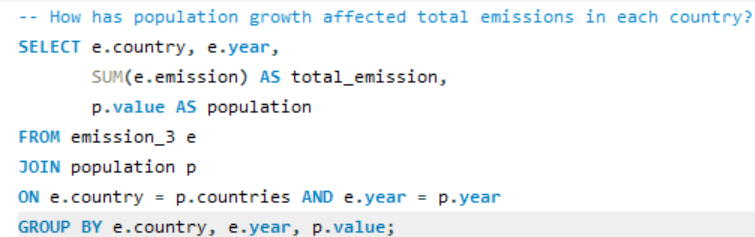 -- How has population growth affected total emissions in each country?
SELECT e.country, e.year,
SUM(e.emission) AS total_emission,
p.value AS population
FROM emission_3 e
JOIN population p
ON e.country = p.countries AND e.year = p.year
GROUP BY e.country, e.year, p.value;